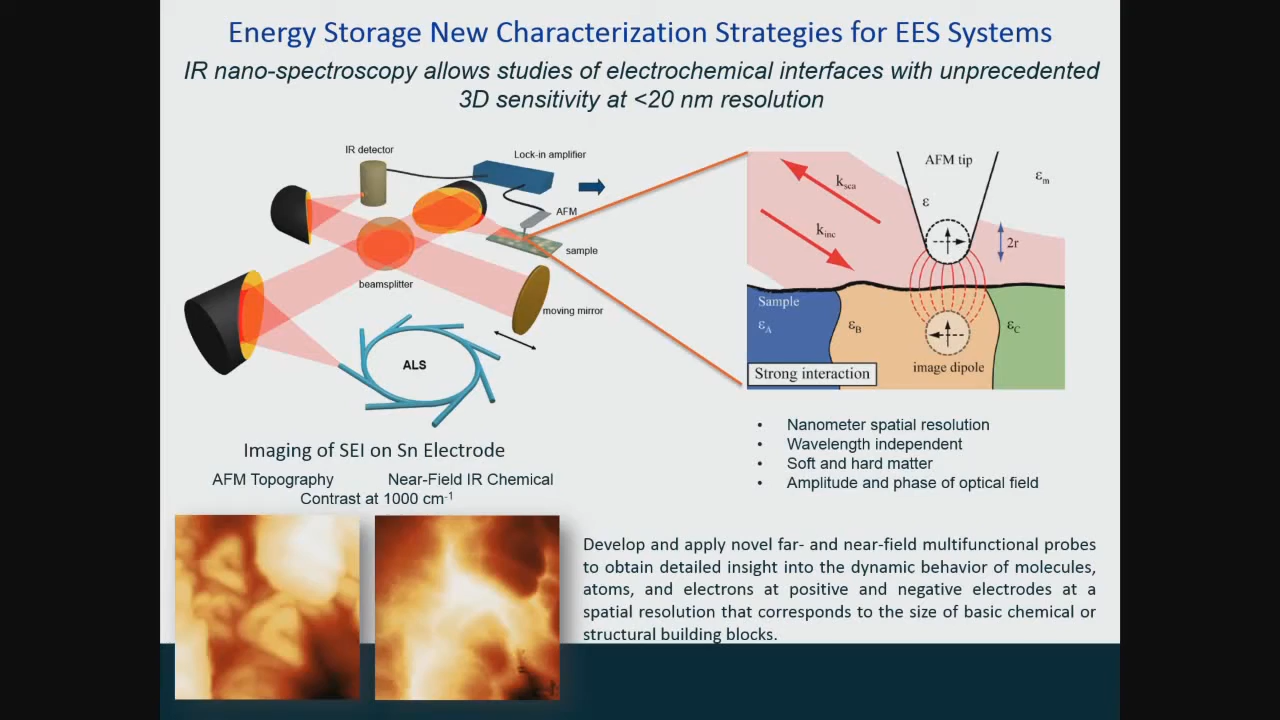 Energy Storage New Characterization Strategies for EES Systems
IR nano-spectroscopy allows studies of electrochemical interfaces with unprecedented
3D sensitivity at <20 nm resolution
IR detector
Lock-in amplifier
AFM
sample
beamsplitter
moving mirror
ALS
AFM tip
εm
ksca
ε
kinc
2r
Sample
εA
εB
εC
image dipole
Strong interaction
• Nanometer spatial resolution
• Wavelength independent
• Soft and hard matter
• Amplitude and phase of optical field
Imaging of SEI on Sn Electrode
AFM Topography Near-Field IR Chemical
Contrast at 1000 cm-1
Develop and apply novel far- and near-field multifunctional probes
to obtain detailed insight into the dynamic behavior of molecules,
atoms, and electrons at positive and negative electrodes at a
spatial resolution that corresponds to the size of basic chemical or
structural building blocks.